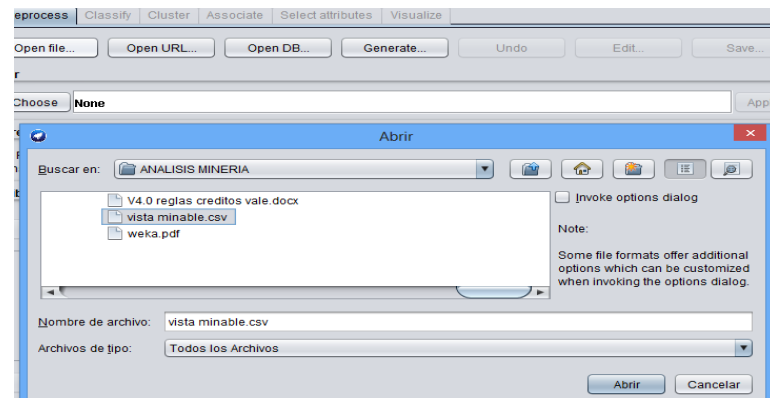 eprocess Classify Cluster Associate Select attributes Visualize
Open file... Open URL... Open DB... Generate... Undo Edit... Save...
r
Choose None App
Abrir
Buscar en: ANALISIS MINERIA
V4.0 reglas creditos vale.docx
vista minable.csv
weka.pdf
Invoke options dialog
Note:
Some file formats offer additional
options which can be customized
when invoking the options dialog.
Nombre de archivo: vista minable.csv
Archivos de tipo: Todos los Archivos
Abrir Cancelar